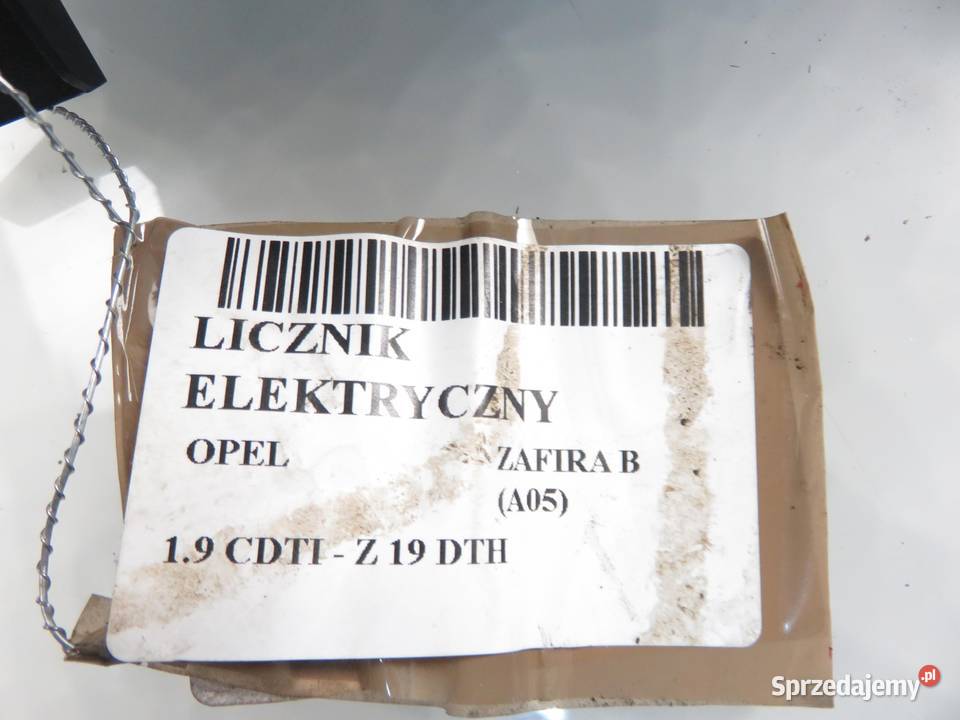 LICZNIK
ELEKTRYCZNY
OPEL ZAFIRA B
(A05)
1.9 CDTI - Z 19 DTH
Sprzedajemy.pl